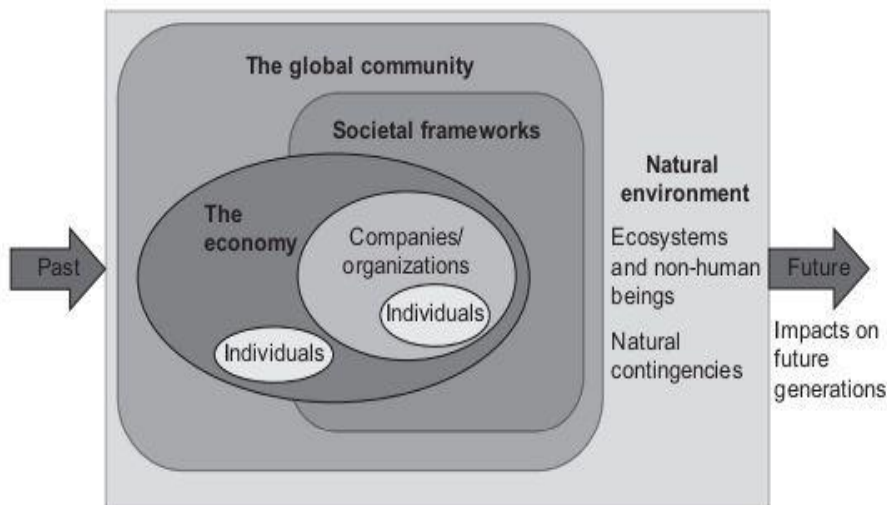 The global community
Societal frameworks
The
economy
Companies/
organizations
Individuals
Individuals
Natural
environment
Ecosystems
and non-human
beings
Natural
contingencies
Past
Future
Impacts on
future
generations